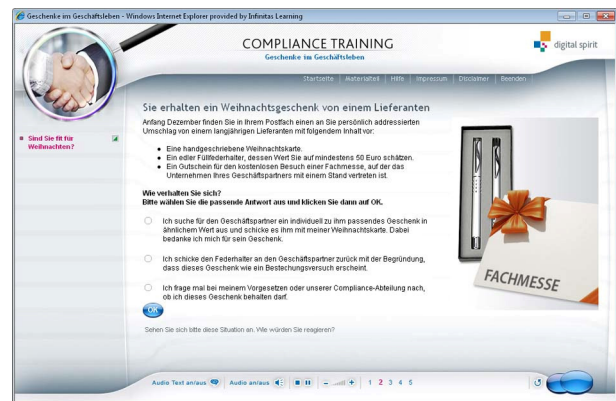 Geschenke im Geschäftsleben - Windows Internet Explorer provided by Infinitas Learning
COMPLIANCE TRAINING
Geschenke im Geschäftsleben
digital spirit
Startseite | Materialteil | Hilfe | Impressum | Disclaimer | Beenden
Sind Sie fit für
Weihnachten?
Sie erhalten ein Weihnachtsgeschenk von einem Lieferanten
Anfang Dezember finden Sie in Ihrem Postfach einen an Sie persönlich addressierten
Umschlag von einem langjährigen Lieferanten mit folgendem Inhalt vor:
• Eine handgeschriebene Weihnachtskarte.
• Ein edler Füllfederhalter, dessen Wert Sie auf mindestens 50 Euro schätzen.
• Ein Gutschein für den kostenlosen Besuch einer Fachmesse, auf der das
Unternehmen Ihres Geschäftspartners mit einem Stand vertreten ist.
Wie verhalten Sie sich?
Bitte wählen Sie die passende Antwort aus und klicken Sie dann auf OK.
Ich suche für den Geschäftspartner ein individuell zu ihm passendes Geschenk in
ähnlichem Wert aus und schicke es ihm mit meiner Weihnachtskarte. Dabei
bedanke ich mich für sein Geschenk.
Ich schicke den Federhalter an den Geschäftspartner zurück mit der Begründung,
dass dieses Geschenk wie ein Bestechungsversuch erscheint.
Ich frage mal bei meinem Vorgesetzten oder unserer Compliance-Abteilung nach,
ob ich dieses Geschenk behalten darf.
OK
FACHMESSE
Sehen Sie sich bitte diese Situation an. Wie würden Sie reagieren?
Audio Text an/aus Audio an/aus 1 2 3 4 5